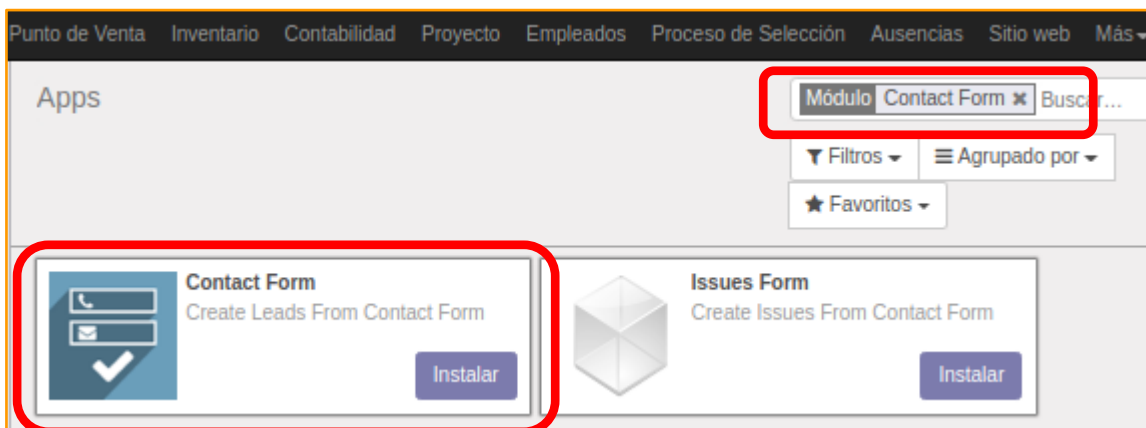 Punto de Venta Inventario Contabilidad Proyecto Empleados Proceso de Selección Ausencias Sitio web Más
Apps
Módulo Contact Form Buscar...
Filtros Agrupado por
Favoritos
Contact Form
Create Leads From Contact Form
Instalar
Issues Form
Create Issues From Contact Form
Instalar